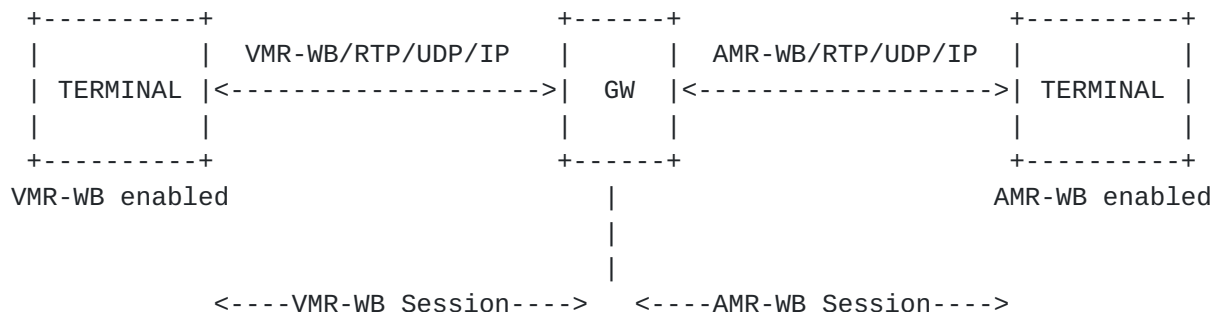 +----------+ +------+ +----------+
| | VMR-WB/RTP/UDP/IP | | AMR-WB/RTP/UDP/IP | |
| TERMINAL |<-------------------->| GW |<------------------->| TERMINAL |
| | | | | |
+----------+ +------+ +----------+
VMR-WB enabled | AMR-WB enabled
|
|
<----VMR-WB Session----> <----AMR-WB Session---->